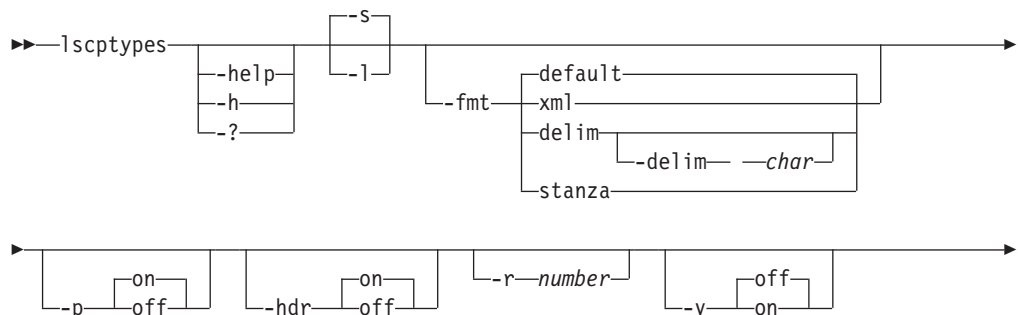 -s
lscptypes
-help
-l
default
-h
-fmt
xml
-?
delim
-delim char
stanza
on
on
off
-p off
-hdr off
-r number
-v on